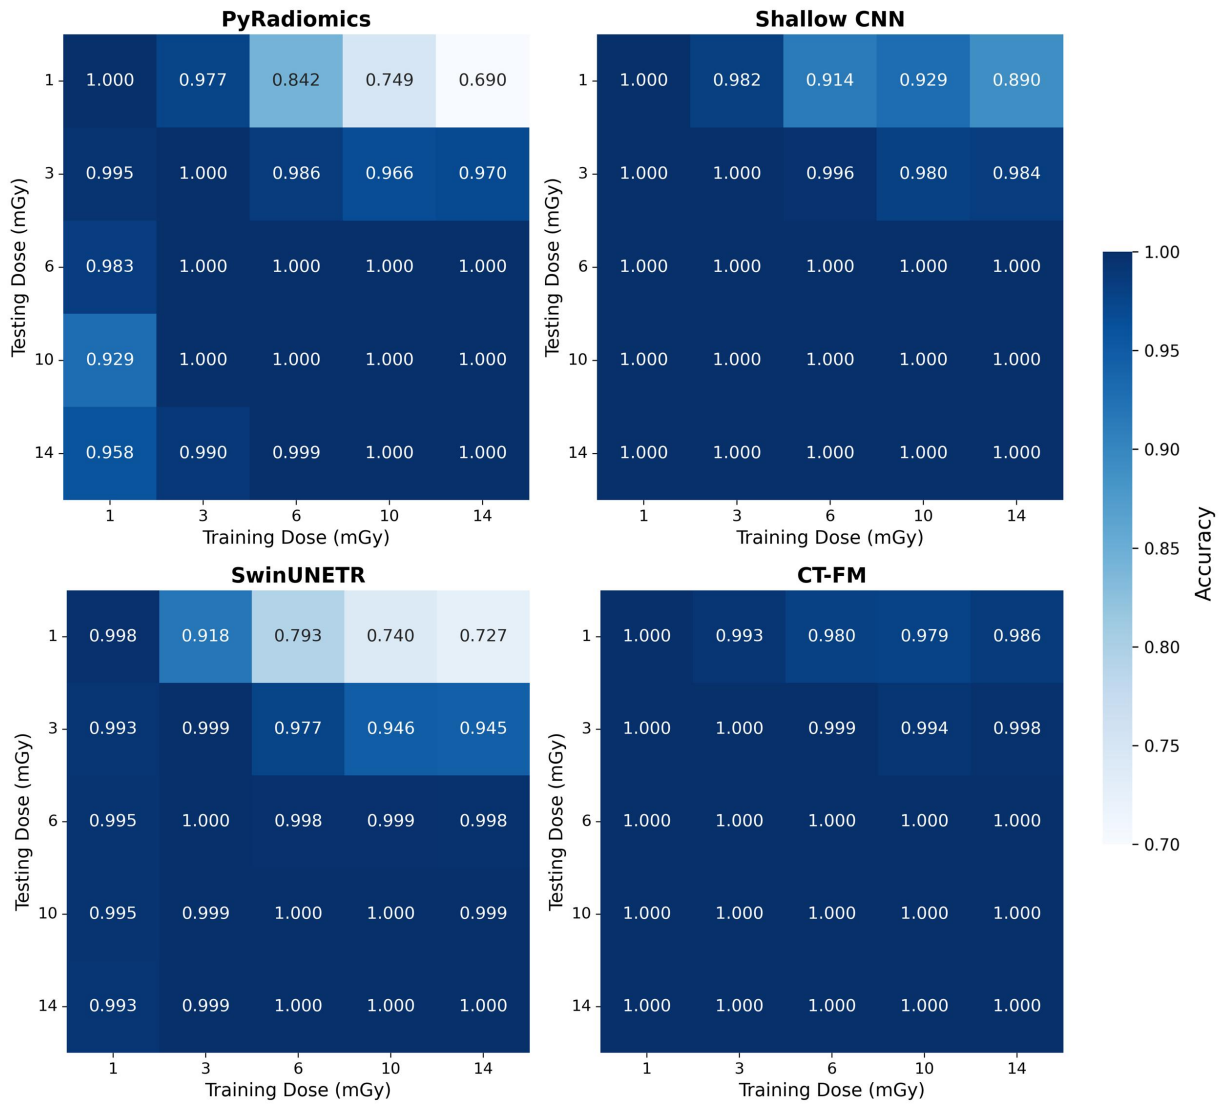 PyRadiomics
Testing Dose (mGy)
1 1.000 0.977 0.842 0.749 0.690
3 0.995 1.000 0.986 0.966 0.970
6 0.983 1.000 1.000 1.000 1.000
10 0.929 1.000 1.000 1.000 1.000
14 0.958 0.990 0.999 1.000 1.000
1 3 6 10 14
Training Dose (mGy)
Shallow CNN
Testing Dose (mGy)
1 1.000 0.982 0.914 0.929 0.890
3 1.000 1.000 0.996 0.980 0.984
6 1.000 1.000 1.000 1.000 1.000
10 1.000 1.000 1.000 1.000 1.000
14 1.000 1.000 1.000 1.000 1.000
1 3 6 10 14
Training Dose (mGy)
SwinUNETR
Testing Dose (mGy)
1 0.998 0.918 0.793 0.740 0.727
3 0.993 0.999 0.977 0.946 0.945
6 0.995 1.000 0.998 0.999 0.998
10 0.995 0.999 1.000 1.000 0.999
14 0.993 0.999 1.000 1.000 1.000
1 3 6 10 14
Training Dose (mGy)
CT-FM
Testing Dose (mGy)
1 1.000 0.993 0.980 0.979 0.986
3 1.000 1.000 0.999 0.994 0.998
6 1.000 1.000 1.000 1.000 1.000
10 1.000 1.000 1.000 1.000 1.000
14 1.000 1.000 1.000 1.000 1.000
1 3 6 10 14
Training Dose (mGy)
1.00
0.95
0.90
0.85
0.80
0.75
0.70
Accuracy